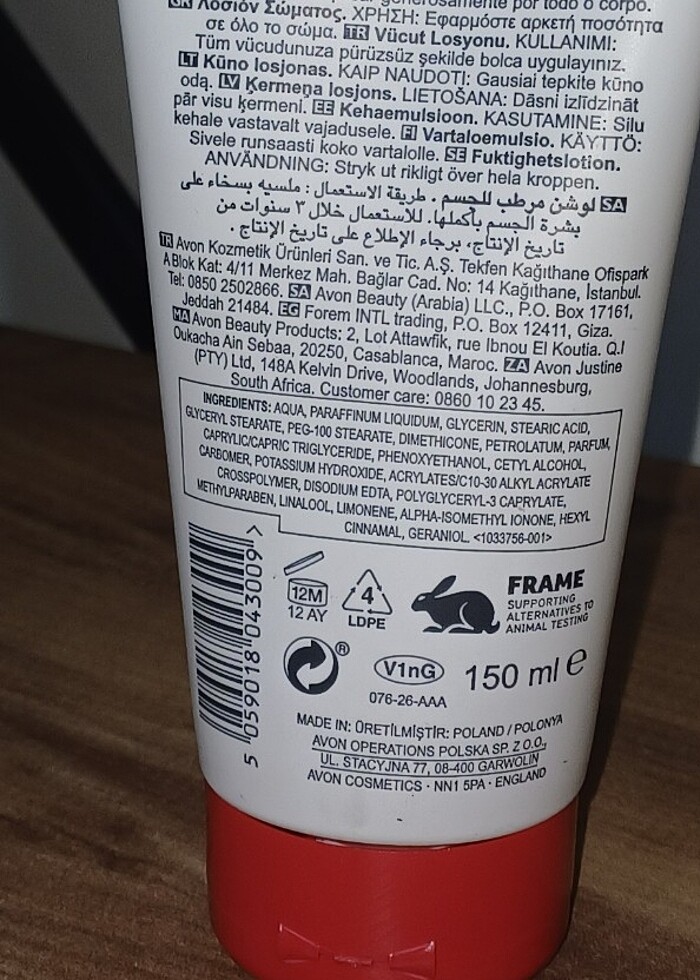 GR Λοσιόν Σώματος. ΧΡΗΣΗ: Εφαρμόστε αρκετή ποσότητα
σε όλο το σώμα. TR Vücut Losyonu. KULLANIMI:
Tüm vücudunuza pürüzsüz şekilde bolca uygulayınız.
LT Kūno losjonas. KAIP NAUDOTI: Gausiai tepkite kūno
odą. LV Ķermeņa losjons. LIETOŠANA: Dāsni izlīdzināt
pār visu ķermeni. EE Kehaemulsioon. KASUTAMINE: Silu
kehale vastavalt vajadusele. FI Vartaloemulsio. KÄYTTÖ:
Sivele runsaasti koko vartalolle. SE Fuktighetslotion.
ANVÄNDNING: Stryk ut rikligt över hela kroppen.
SA لوشن مرطب للجسم. طريقة الاستعمال: ملسيه بسخاء على
بشرة الجسم بأكملها. للاستعمال خلال ٣ سنوات من
تاريخ الإنتاج، برجاء الإطلاع على تاريخ الإنتاج.
TR Avon Kozmetik Ürünleri San. ve Tic. A.Ş. Tekfen Kağıthane Ofispark
A Blok Kat: 4/11 Merkez Mah. Bağlar Cad. No: 14 Kağıthane, İstanbul.
Tel: 0850 2502866. SA Avon Beauty (Arabia) LLC., P.O. Box 17161,
Jeddah 21484. EG Forem INTL trading, P.O. Box 12411, Giza.
MA Avon Beauty Products; 2, Lot Attawfik, rue Ibnou El Koutia. Q.I
Oukacha Ain Sebaa, 20250, Casablanca, Maroc. ZA Avon Justine
(PTY) Ltd, 148A Kelvin Drive, Woodlands, Johannesburg,
South Africa. Customer care: 0860 10 23 45.
INGREDIENTS: AQUA, PARAFFINUM LIQUIDUM, GLYCERIN, STEARIC ACID,
GLYCERYL STEARATE, PEG-100 STEARATE, DIMETHICONE, PETROLATUM, PARFUM,
CAPRYLIC/CAPRIC TRIGLYCERIDE, PHENOXYETHANOL, CETYL ALCOHOL,
CARBOMER, POTASSIUM HYDROXIDE, ACRYLATES/C10-30 ALKYL ACRYLATE
CROSSPOLYMER, DISODIUM EDTA, POLYGLYCERYL-3 CAPRYLATE,
METHYLPARABEN, LINALOOL, LIMONENE, ALPHA-ISOMETHYL IONONE, HEXYL
CINNAMAL, GERANIOL. <1033756-001>
5 059018 043009 >
12M
12 AY
4
LDPE
FRAME
SUPPORTING
ALTERNATIVES TO
ANIMAL TESTING
®
V1nG
076-26-AAA
150 ml e
MADE IN: ÜRETİLMİŞTİR: POLAND / POLONYA
AVON OPERATIONS POLSKA SP. Z O.O.,
UL. STACYJNA 77, 08-400 GARWOLIN
AVON COSMETICS · NN1 5PA · ENGLAND